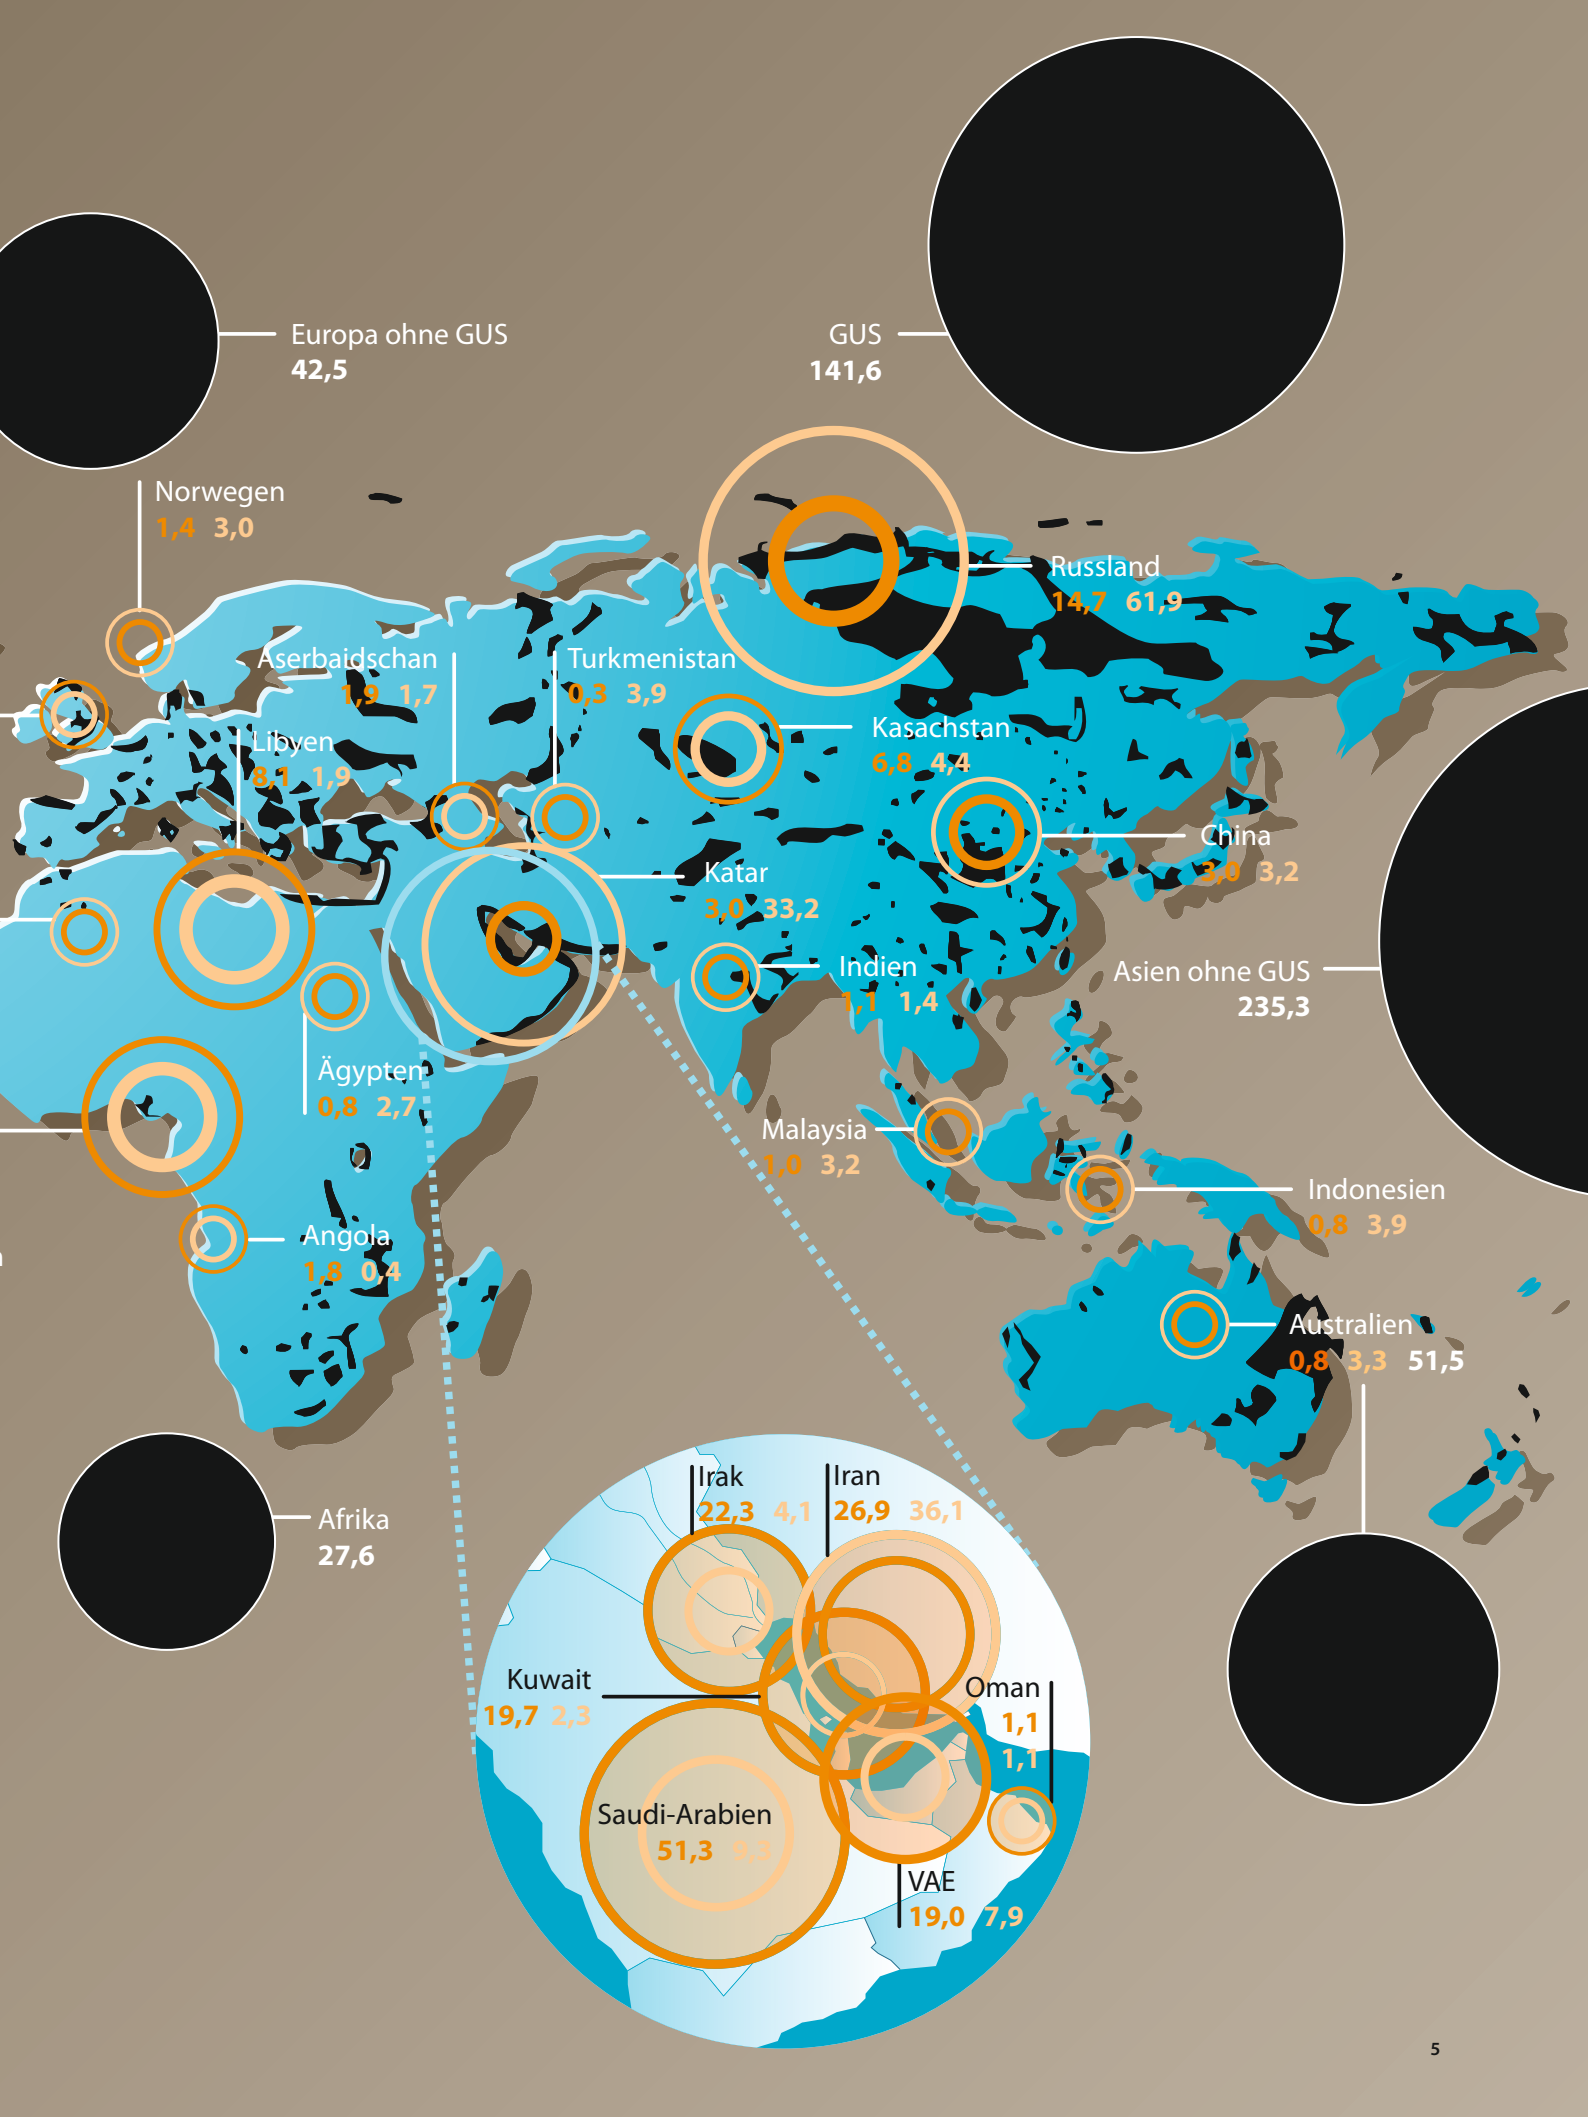 Europa ohne GUS
42,5
GUS
141,6
Norwegen
1,4 3,0
Russland
14,7 61,9
Aserbaidschan
1,9 1,7
Turkmenistan
0,3 3,9
Kasachstan
6,8 4,4
Libyen
8,1 1,9
China
3,0 3,2
Katar
3,0 33,2
Indien
1,1 1,4
Asien ohne GUS
235,3
Ägypten
0,8 2,7
Malaysia
1,0 3,2
Indonesien
0,8 3,9
Angola
1,8 0,4
Australien
0,8 3,3 51,5
Afrika
27,6
Irak
22,3 4,1
Iran
26,9 36,1
Kuwait
19,7 2,3
Oman
1,1
1,1
Saudi-Arabien
51,3
VAE
19,0 7,9
5